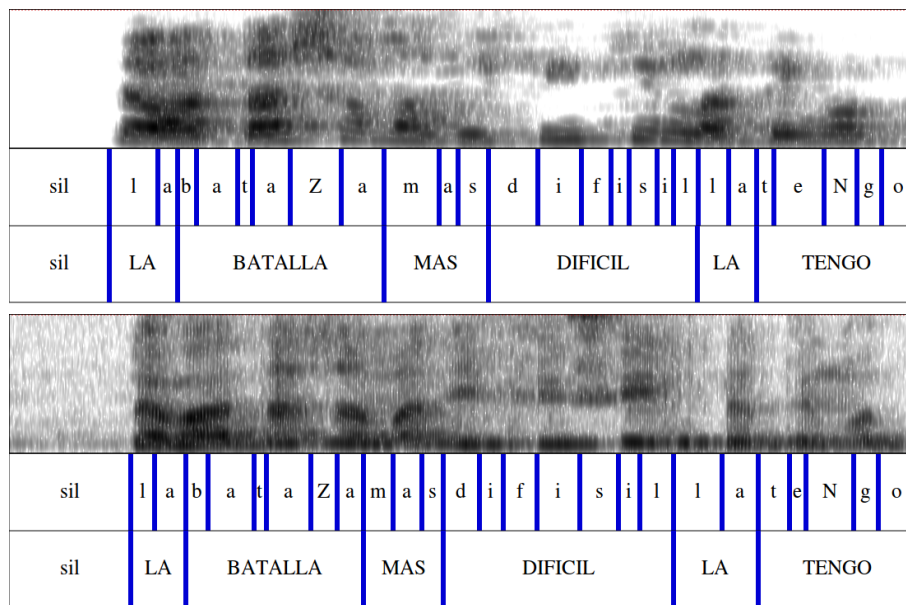 sil l a b a t a Z a m a s d i f i s i l l a t e N g o
sil LA BATALLA MAS DIFICIL LA TENGO
sil l a b a t a Z a m a s d i f i s i l l a t e N g o
sil LA BATALLA MAS DIFICIL LA TENGO